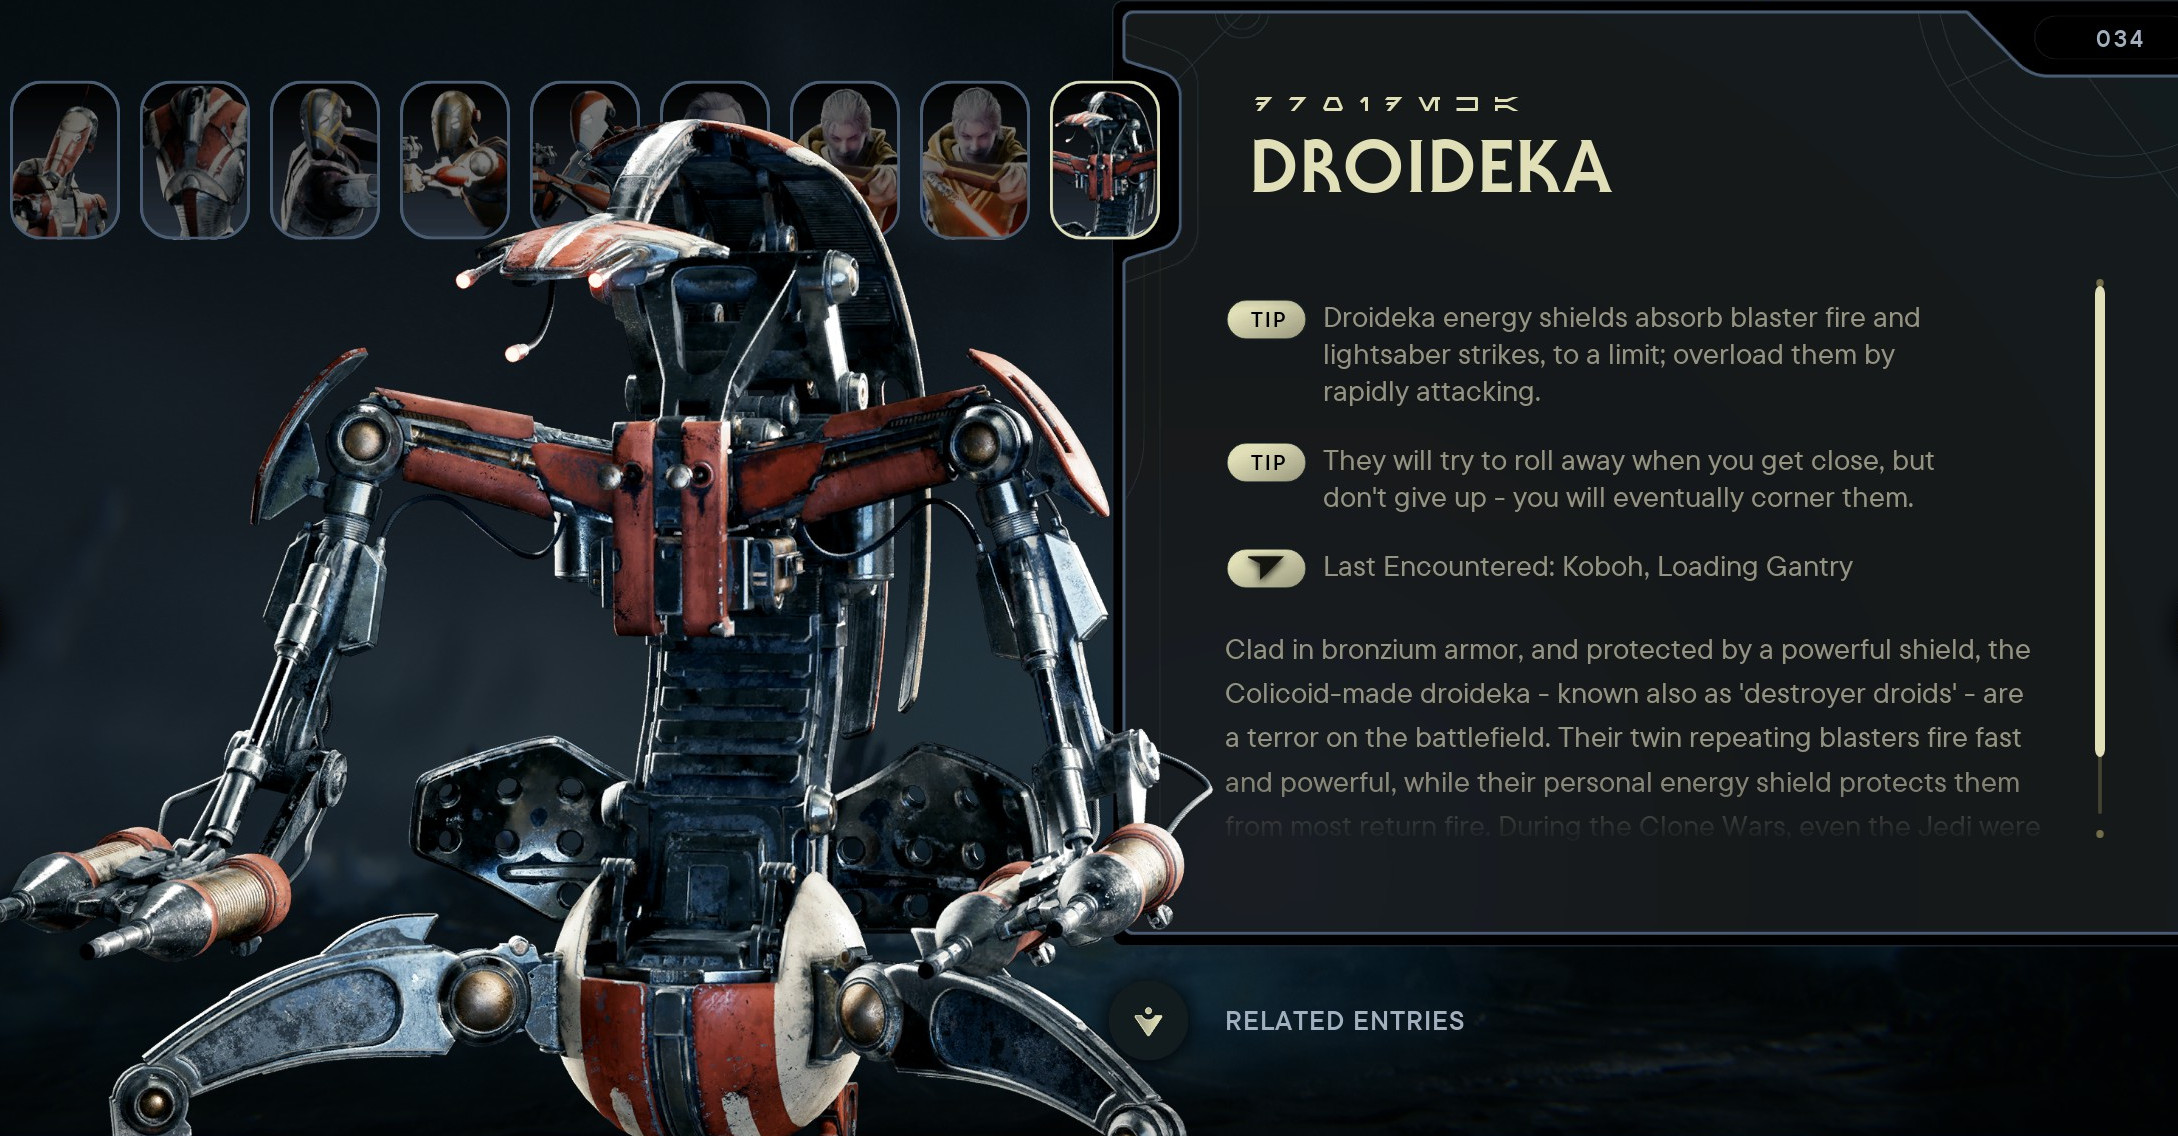 034
DROIDEKA
TIP Droideka energy shields absorb blaster fire and
lightsaber strikes, to a limit; overload them by
rapidly attacking.
TIP They will try to roll away when you get close, but
don't give up - you will eventually corner them.
Last Encountered: Koboh, Loading Gantry
Clad in bronzium armor, and protected by a powerful shield, the
Colicoid-made droideka - known also as 'destroyer droids' - are
a terror on the battlefield. Their twin repeating blasters fire fast
and powerful, while their personal energy shield protects them
from most return fire. During the Clone Wars, even the Jedi were
RELATED ENTRIES